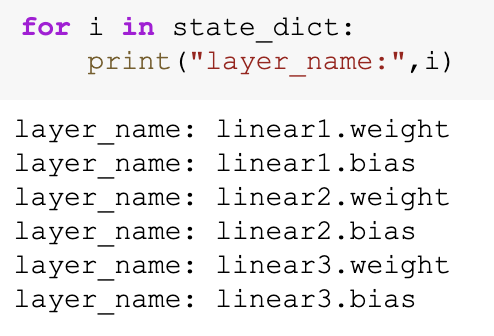 for i in state_dict:
    print("layer_name:",i)
layer_name: linear1.weight
layer_name: linear1.bias
layer_name: linear2.weight
layer_name: linear2.bias
layer_name: linear3.weight
layer_name: linear3.bias